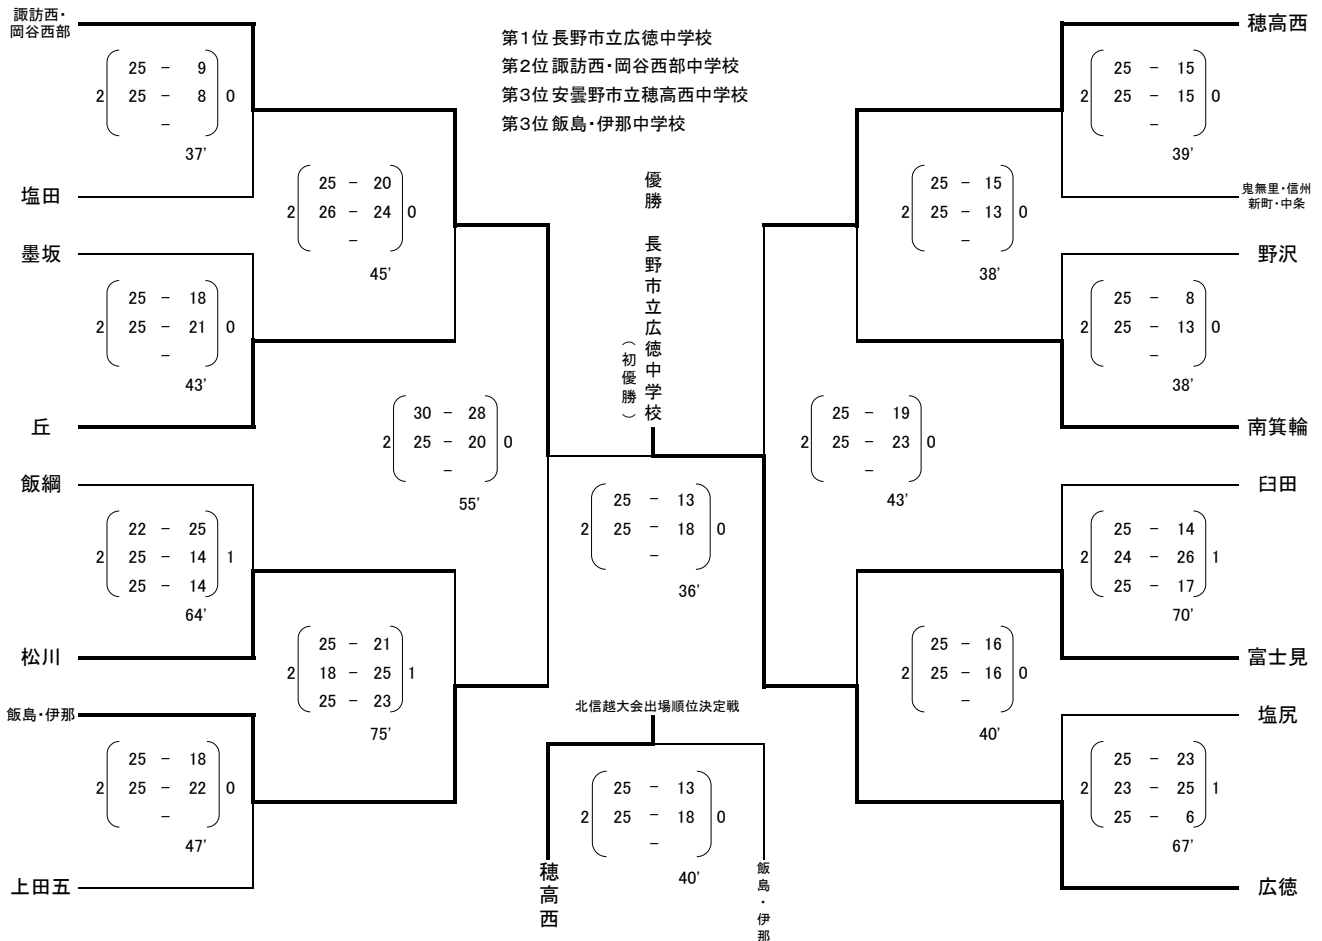 諏訪西・
岡谷西部
塩田
墨坂
丘
飯綱
松川
飯島・伊那
上田五
25 - 9
2 25 - 8 0
-
37'
25 - 18
2 25 - 21 0
-
43'
22 - 25
2 25 - 14 1
25 - 14
64'
25 - 18
2 25 - 22 0
-
47'
25 - 20
2 26 - 24 0
-
45'
25 - 21
2 18 - 25 1
25 - 23
75'
30 - 28
2 25 - 20 0
-
55'
第1位 長野市立広徳中学校
第2位 諏訪西・岡谷西部中学校
第3位 安曇野市立穂高西中学校
第3位 飯島・伊那中学校
優勝 長野市立広徳中学校
（初優勝）
25 - 13
2 25 - 18 0
-
36'
北信越大会出場順位決定戦
25 - 13
2 25 - 18 0
-
40'
穂高西
飯島・伊那
25 - 19
2 25 - 23 0
-
43'
25 - 15
2 25 - 13 0
-
38'
25 - 16
2 25 - 16 0
-
40'
25 - 15
2 25 - 15 0
-
39'
25 - 8
2 25 - 13 0
-
38'
25 - 14
2 24 - 26 1
25 - 17
70'
25 - 23
2 23 - 25 1
25 - 6
67'
穂高西
鬼無里・信州
新町・中条
野沢
南箕輪
臼田
富士見
塩尻
広徳